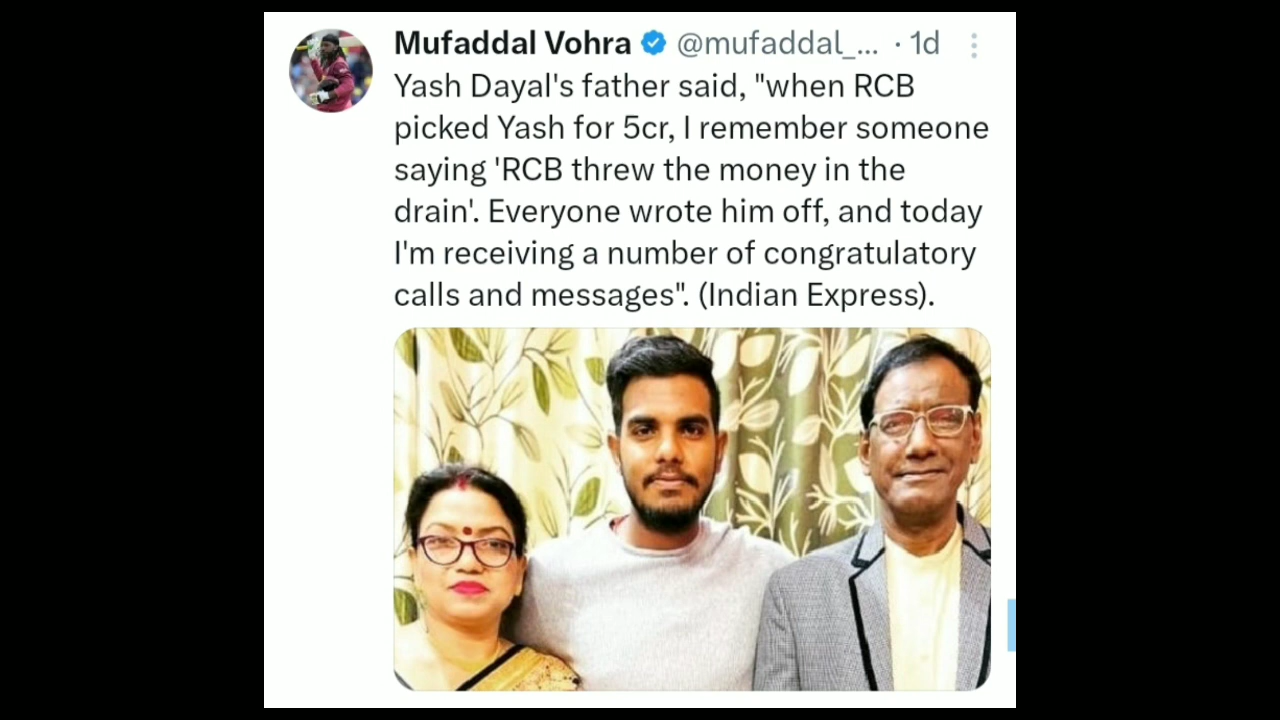 Mufaddal Vohra @mufaddal_... · 1d
Yash Dayal's father said, "when RCB
picked Yash for 5cr, I remember someone
saying 'RCB threw the money in the
drain'. Everyone wrote him off, and today
I'm receiving a number of congratulatory
calls and messages". (Indian Express).